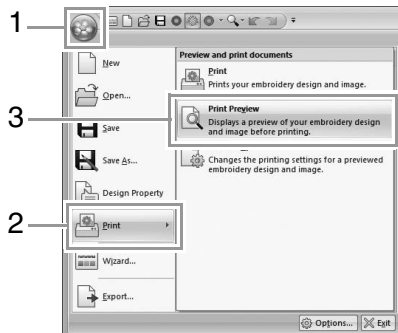 1
Preview and print documents
New
Print
Prints your embroidery design and image.
Open...
3
Print Preview
Displays a preview of your embroidery design
and image before printing.
Save
Save As...
Changes the printing settings for a previewed
embroidery design and image.
Design Property
2
Print
Wizard...
Export...
Options...
Exit